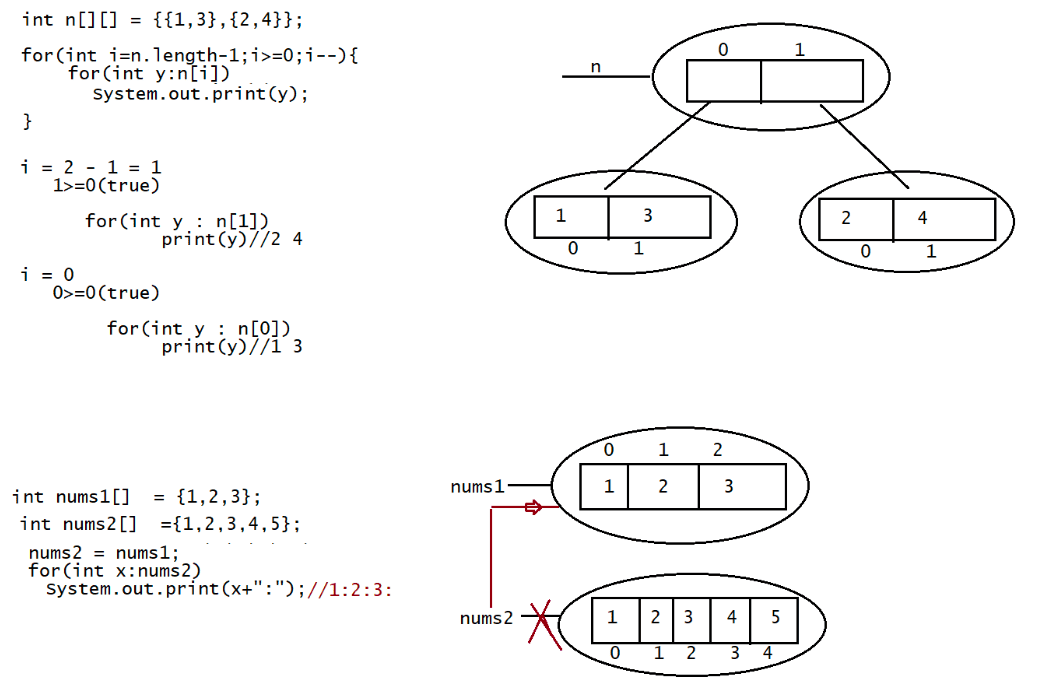 int n[][] = {{1,3},{2,4}};
for(int i=n.length-1;i>=0;i--){
for(int y:n[i])
System.out.print(y);
}
i = 2 - 1 = 1
1>=0(true)
for(int y : n[1])
print(y)//2 4
i = 0
0>=0(true)
for(int y : n[0])
print(y)//1 3
n
0 1
1 3
0 1
2 4
0 1
int nums1[] = {1,2,3};
int nums2[] ={1,2,3,4,5};
nums2 = nums1;
for(int x:nums2)
System.out.print(x+":");//1:2:3:
0 1 2
nums1
1 2 3
nums2
1 2 3 4 5
0 1 2 3 4